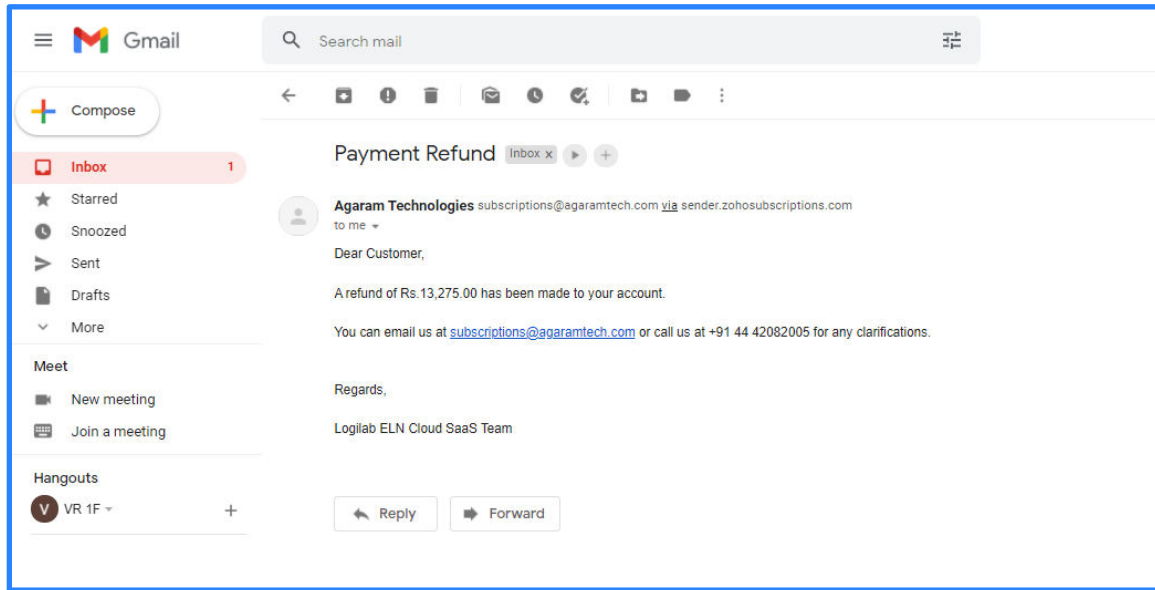 Gmail
Search mail
Compose
Inbox 1
Starred
Snoozed
Sent
Drafts
More
Meet
New meeting
Join a meeting
Hangouts
V VR 1F
Payment Refund Inbox x
Agaram Technologies subscriptions@agaramtech.com via sender.zohosubscriptions.com
to me
Dear Customer,
A refund of Rs.13,275.00 has been made to your account.
You can email us at subscriptions@agaramtech.com or call us at +91 44 42082005 for any clarifications.
Regards,
Logilab ELN Cloud SaaS Team
Reply Forward